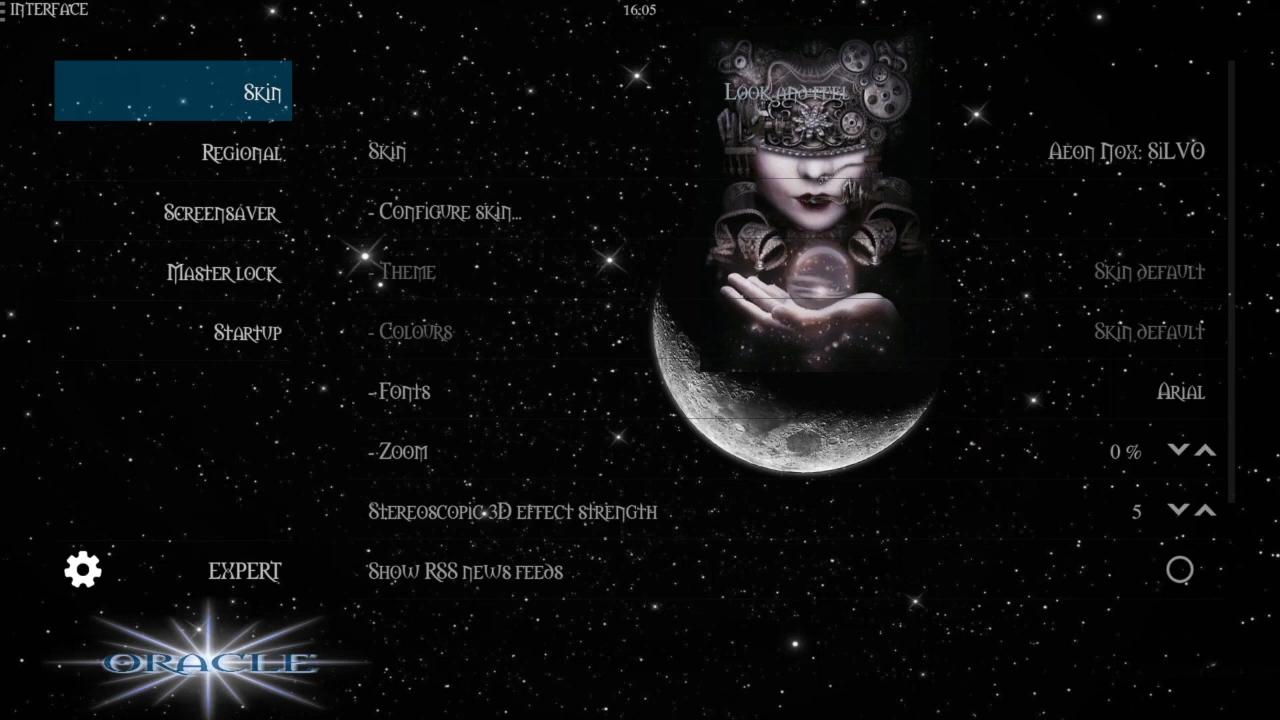 INTERFACE
16:05
Skin
Regional
Screensaver
Master lock
Startup
EXPERT
ORACLE
Look and feel
Skin Aeon Nox: SiLVO
- Configure skin...
- Theme Skin default
- Colours Skin default
- Fonts Arial
- Zoom 0 %
Stereoscopic 3D effect strength 5
Show RSS news feeds